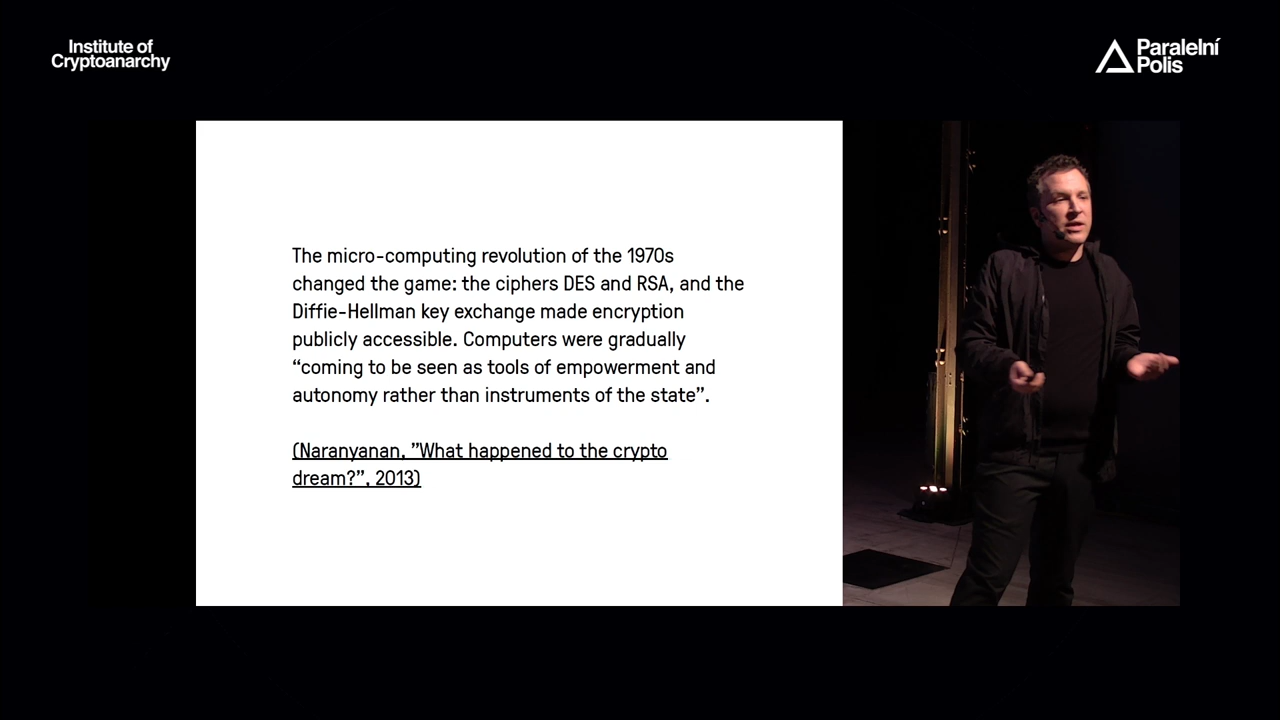 Institute of
Cryptoanarchy
Paralelní
Polis
The micro-computing revolution of the 1970s
changed the game: the ciphers DES and RSA, and the
Diffie-Hellman key exchange made encryption
publicly accessible. Computers were gradually
“coming to be seen as tools of empowerment and
autonomy rather than instruments of the state”.
(Naranyanan, ”What happened to the crypto
dream?”, 2013)